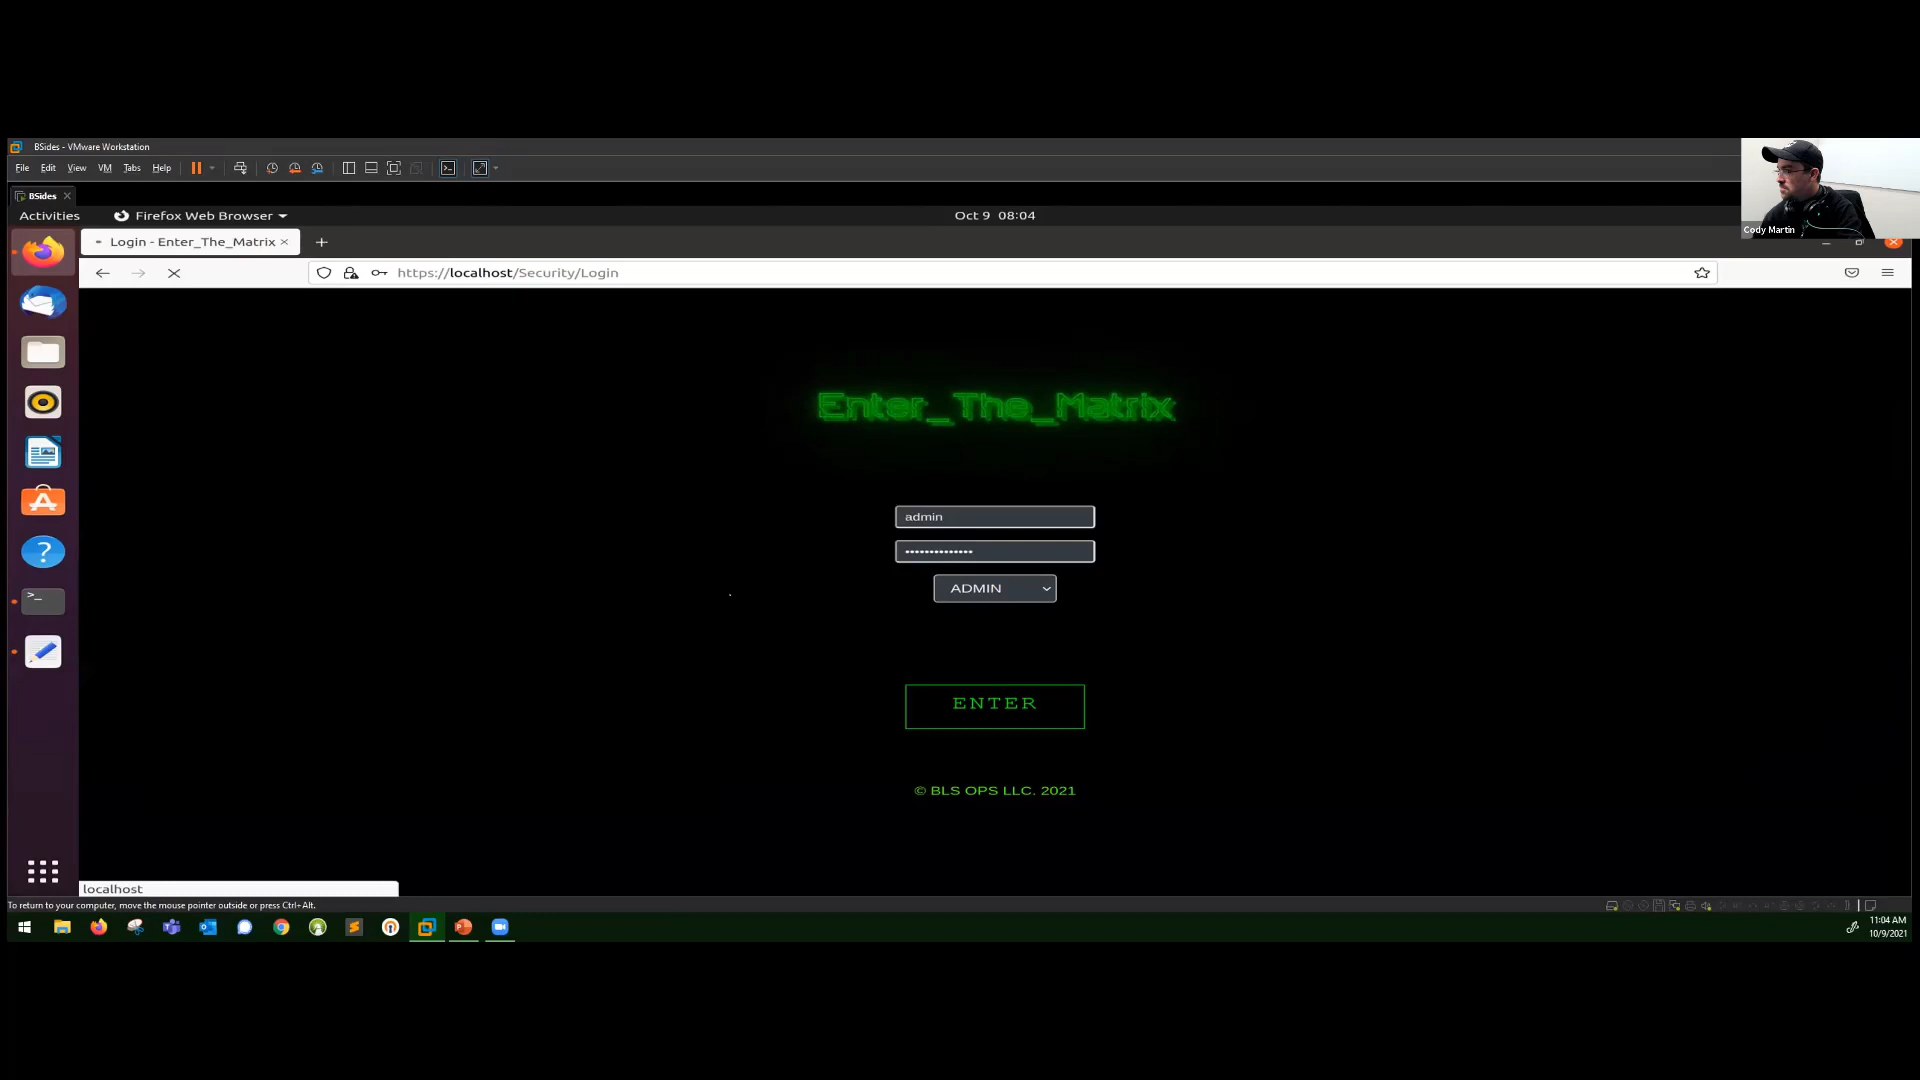 BSides - VMware Workstation
File Edit View VM Tabs Help
BSides
Cody Martin
Activities Firefox Web Browser Oct 9 08:04
Login - Enter_The_Matrix
https://localhost/Security/Login
Enter_The_Matrix
admin
••••••••••••••
ADMIN
ENTER
© BLS OPS LLC. 2021
localhost
To return to your computer, move the mouse pointer outside or press Ctrl+Alt.
11:04 AM
10/9/2021